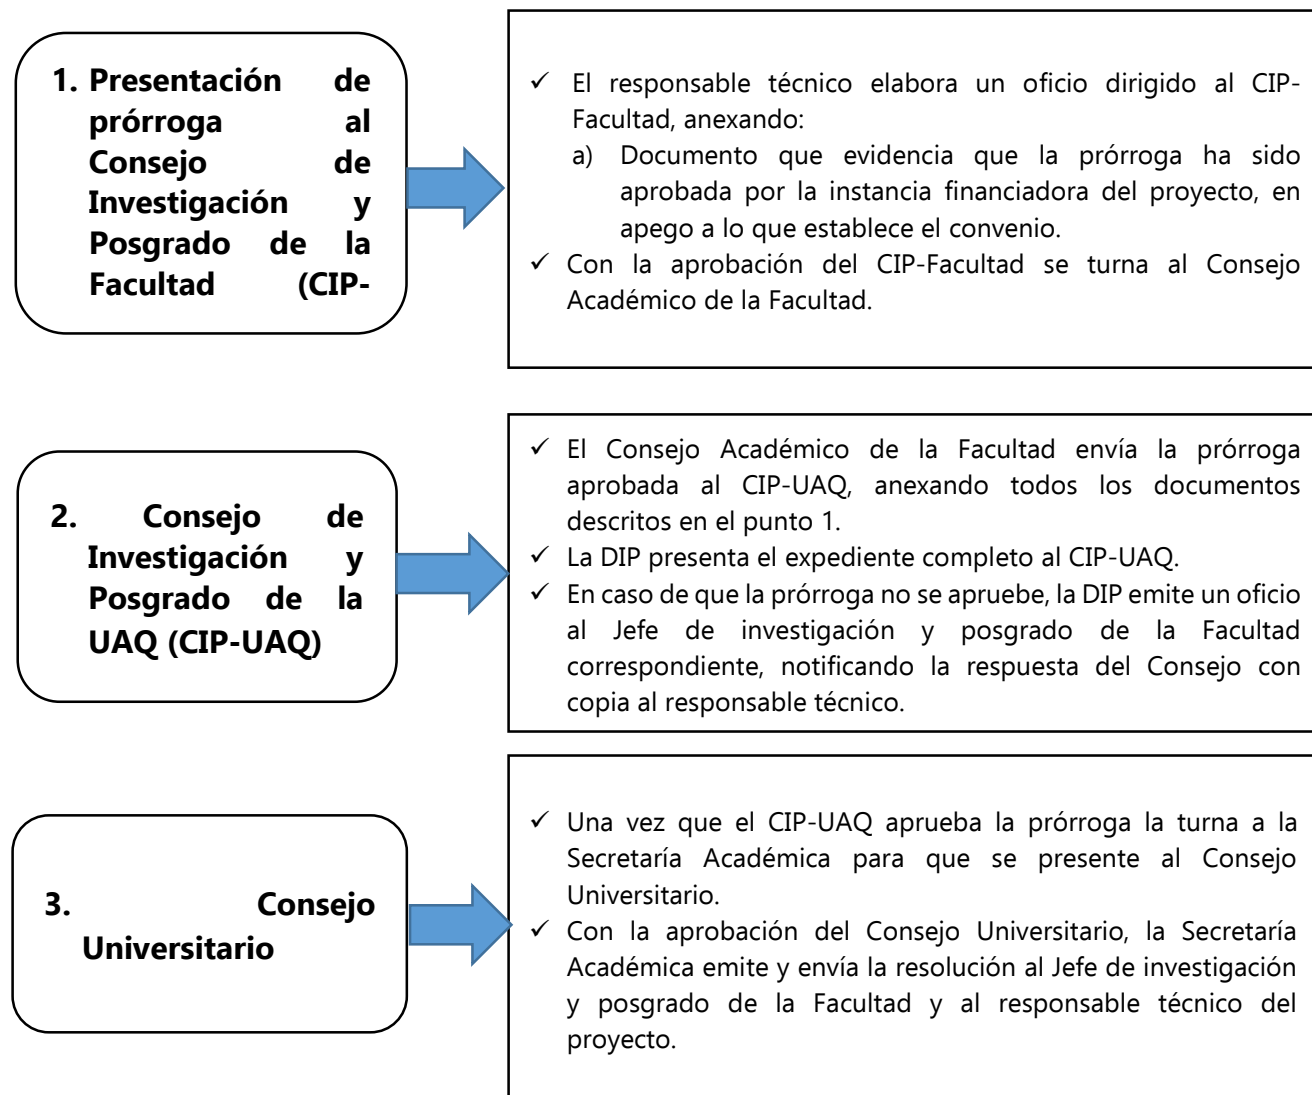 1. Presentación de
prórroga al
Consejo de
Investigación y
Posgrado de la
Facultad (CIP-
✓ El responsable técnico elabora un oficio dirigido al CIP-
Facultad, anexando:
a) Documento que evidencia que la prórroga ha sido
aprobada por la instancia financiadora del proyecto, en
apego a lo que establece el convenio.
✓ Con la aprobación del CIP-Facultad se turna al Consejo
Académico de la Facultad.
2. Consejo de
Investigación y
Posgrado de la
UAQ (CIP-UAQ)
✓ El Consejo Académico de la Facultad envía la prórroga
aprobada al CIP-UAQ, anexando todos los documentos
descritos en el punto 1.
✓ La DIP presenta el expediente completo al CIP-UAQ.
✓ En caso de que la prórroga no se apruebe, la DIP emite un oficio
al Jefe de investigación y posgrado de la Facultad
correspondiente, notificando la respuesta del Consejo con
copia al responsable técnico.
3. Consejo
Universitario
✓ Una vez que el CIP-UAQ aprueba la prórroga la turna a la
Secretaría Académica para que se presente al Consejo
Universitario.
✓ Con la aprobación del Consejo Universitario, la Secretaría
Académica emite y envía la resolución al Jefe de investigación
y posgrado de la Facultad y al responsable técnico del
proyecto.